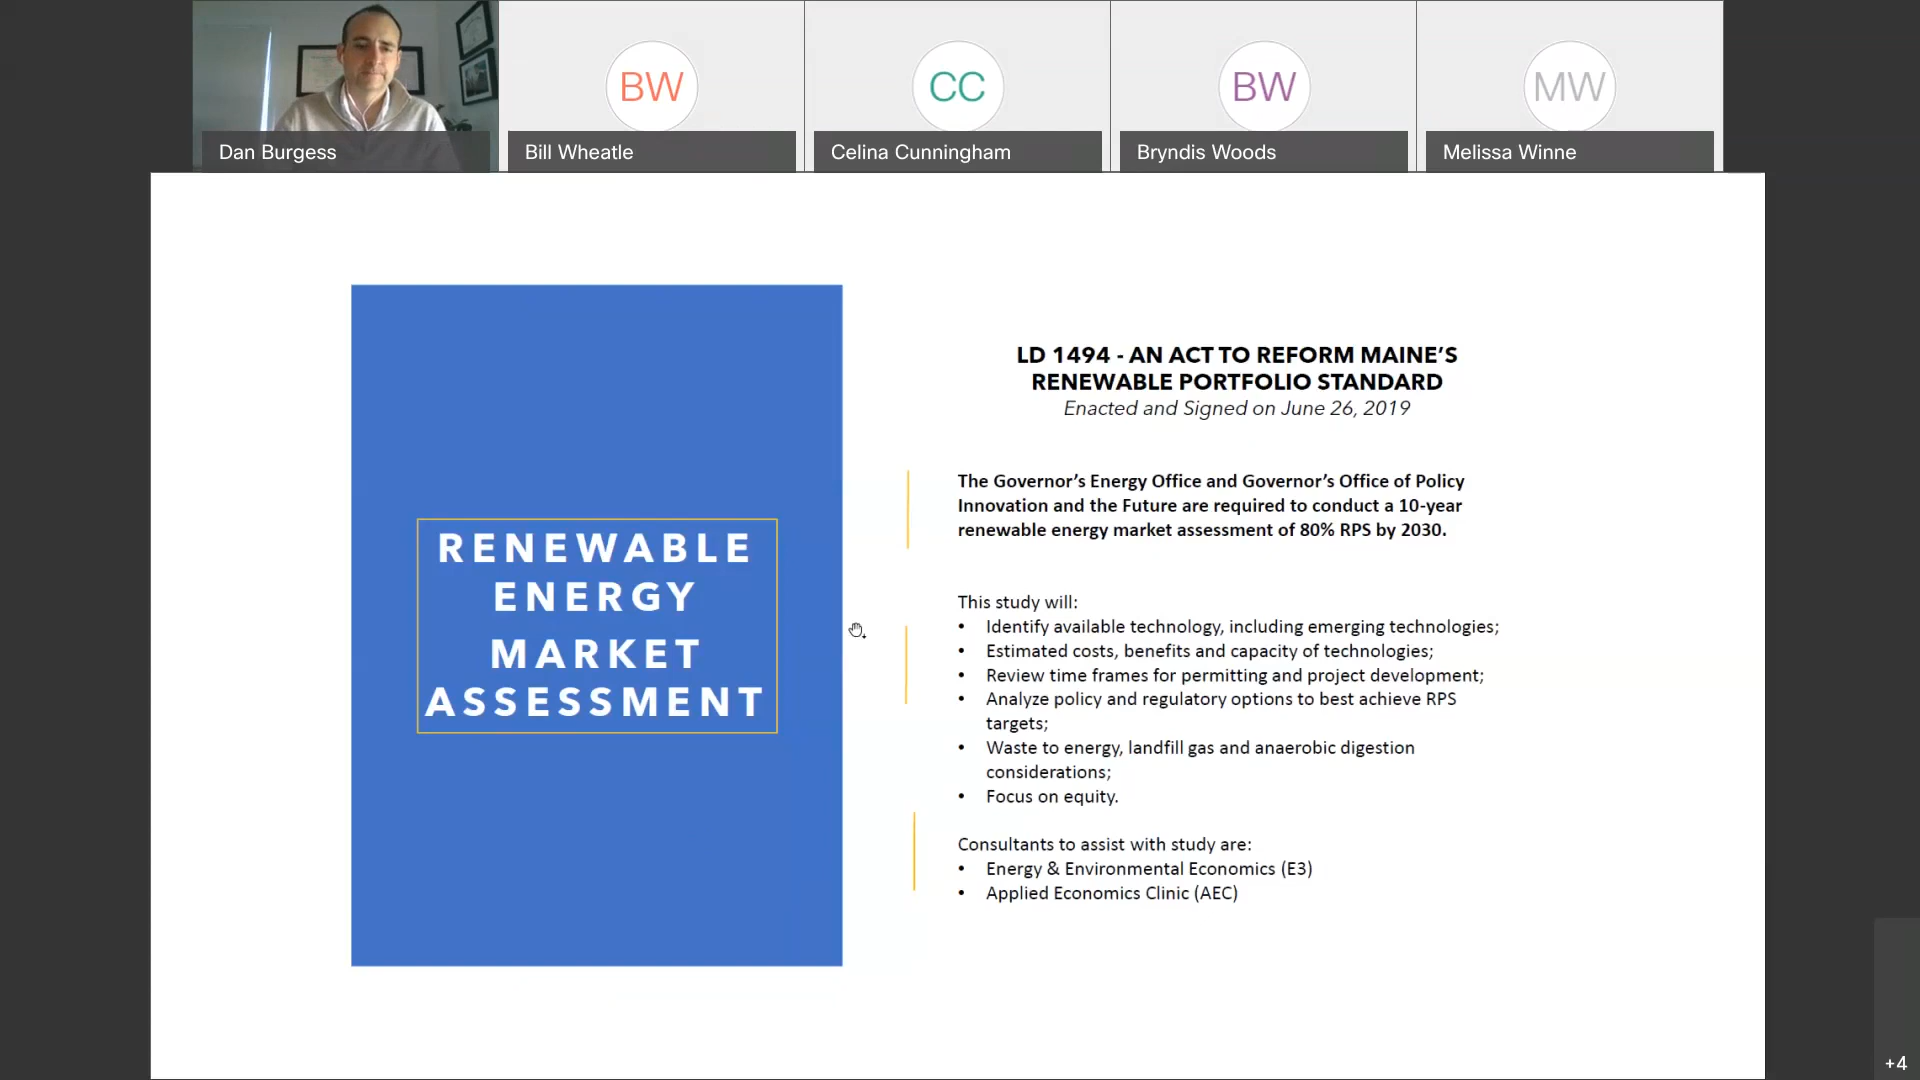 BW
CC
BW
MW
Dan Burgess
Bill Wheatle
Celina Cunningham
Bryndis Woods
Melissa Winne
RENEWABLE
ENERGY
MARKET
ASSESSMENT
LD 1494 - AN ACT TO REFORM MAINE’S
RENEWABLE PORTFOLIO STANDARD
Enacted and Signed on June 26, 2019
The Governor’s Energy Office and Governor’s Office of Policy
Innovation and the Future are required to conduct a 10-year
renewable energy market assessment of 80% RPS by 2030.
This study will:
• Identify available technology, including emerging technologies;
• Estimated costs, benefits and capacity of technologies;
• Review time frames for permitting and project development;
• Analyze policy and regulatory options to best achieve RPS
targets;
• Waste to energy, landfill gas and anaerobic digestion
considerations;
• Focus on equity.
Consultants to assist with study are:
• Energy & Environmental Economics (E3)
• Applied Economics Clinic (AEC)
+4